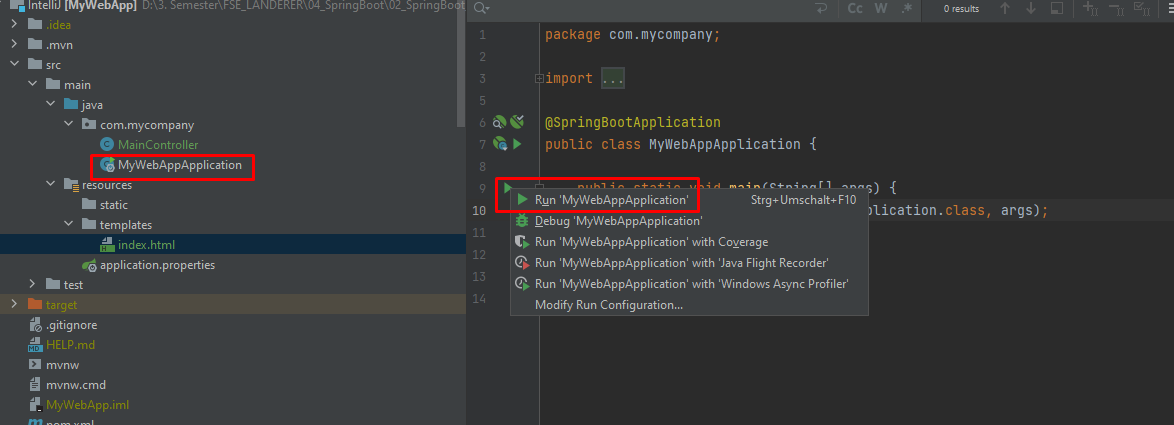 IntelliJ [MyWebApp] D:\3. Semester\FSE_LANDERER\04_SpringBoot\02_SpringBoot
.idea
.mvn
src
main
java
com.mycompany
MainController
MyWebAppApplication
resources
static
templates
index.html
application.properties
test
target
.gitignore
HELP.md
mvnw
mvnw.cmd
MyWebApp.iml
pom.xml
Cc W .* 0 results
1 package com.mycompany;
2
3 import ...
5
6 @SpringBootApplication
7 public class MyWebAppApplication {
8
9 public static void main(String[] args) {
10 plication.class, args);
11
12
13
14
Run 'MyWebAppApplication' Strg+Umschalt+F10
Debug 'MyWebAppApplication'
Run 'MyWebAppApplication' with Coverage
Run 'MyWebAppApplication' with 'Java Flight Recorder'
Run 'MyWebAppApplication' with 'Windows Async Profiler'
Modify Run Configuration...